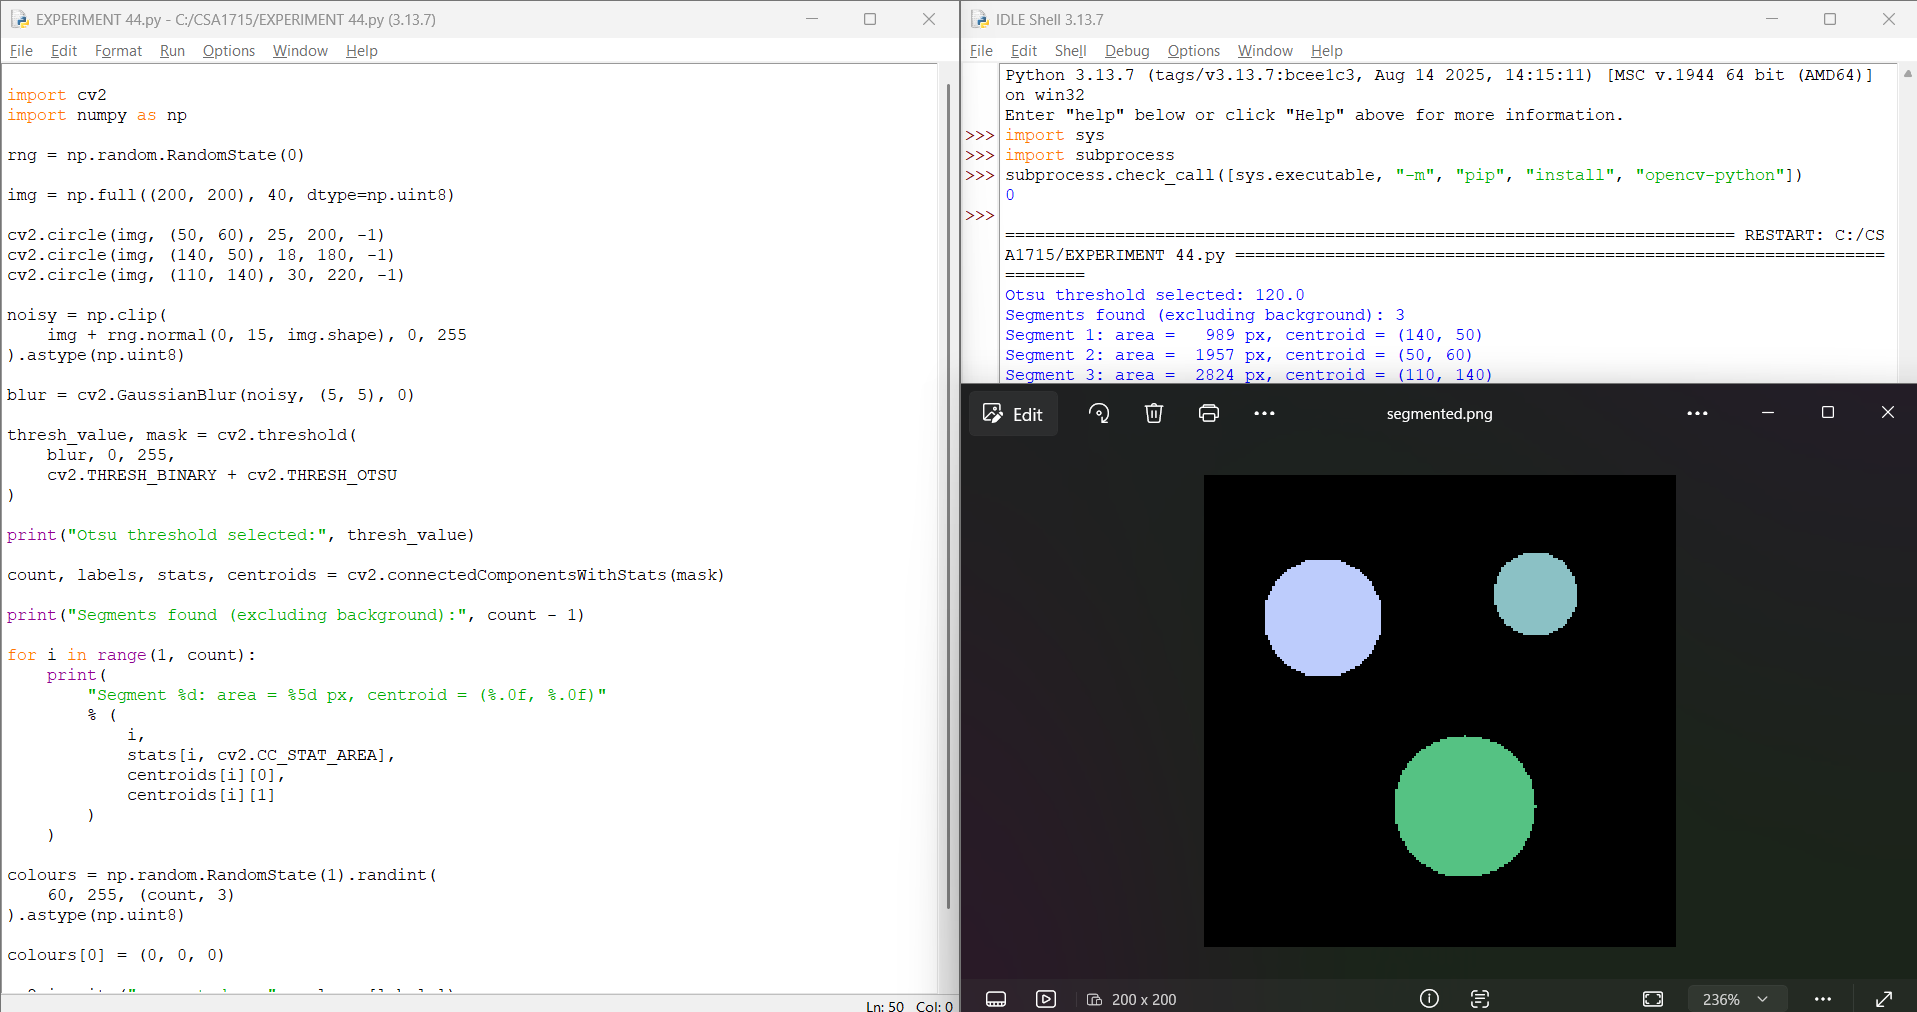 EXPERIMENT 44.py - C:/CSA1715/EXPERIMENT 44.py (3.13.7)
File Edit Format Run Options Window Help
import cv2
import numpy as np
rng = np.random.RandomState(0)
img = np.full((200, 200), 40, dtype=np.uint8)
cv2.circle(img, (50, 60), 25, 200, -1)
cv2.circle(img, (140, 50), 18, 180, -1)
cv2.circle(img, (110, 140), 30, 220, -1)
noisy = np.clip(
    img + rng.normal(0, 15, img.shape), 0, 255
).astype(np.uint8)
blur = cv2.GaussianBlur(noisy, (5, 5), 0)
thresh_value, mask = cv2.threshold(
    blur, 0, 255,
    cv2.THRESH_BINARY + cv2.THRESH_OTSU
)
print("Otsu threshold selected:", thresh_value)
count, labels, stats, centroids = cv2.connectedComponentsWithStats(mask)
print("Segments found (excluding background):", count - 1)
for i in range(1, count):
    print(
        "Segment %d: area = %5d px, centroid = (%.0f, %.0f)"
        % (
            i,
            stats[i, cv2.CC_STAT_AREA],
            centroids[i][0],
            centroids[i][1]
        )
    )
colours = np.random.RandomState(1).randint(
    60, 255, (count, 3)
).astype(np.uint8)
colours[0] = (0, 0, 0)
Ln: 50 Col: 0
IDLE Shell 3.13.7
File Edit Shell Debug Options Window Help
Python 3.13.7 (tags/v3.13.7:bcee1c3, Aug 14 2025, 14:15:11) [MSC v.1944 64 bit (AMD64)]
on win32
Enter "help" below or click "Help" above for more information.
>>> import sys
>>> import subprocess
>>> subprocess.check_call([sys.executable, "-m", "pip", "install", "opencv-python"])
0
>>>
========================================================================= RESTART: C:/CS
A1715/EXPERIMENT 44.py =================================================================
========
Otsu threshold selected: 120.0
Segments found (excluding background): 3
Segment 1: area =   989 px, centroid = (140, 50)
Segment 2: area =  1957 px, centroid = (50, 60)
Segment 3: area =  2824 px, centroid = (110, 140)
Edit
segmented.png
200 x 200
236%